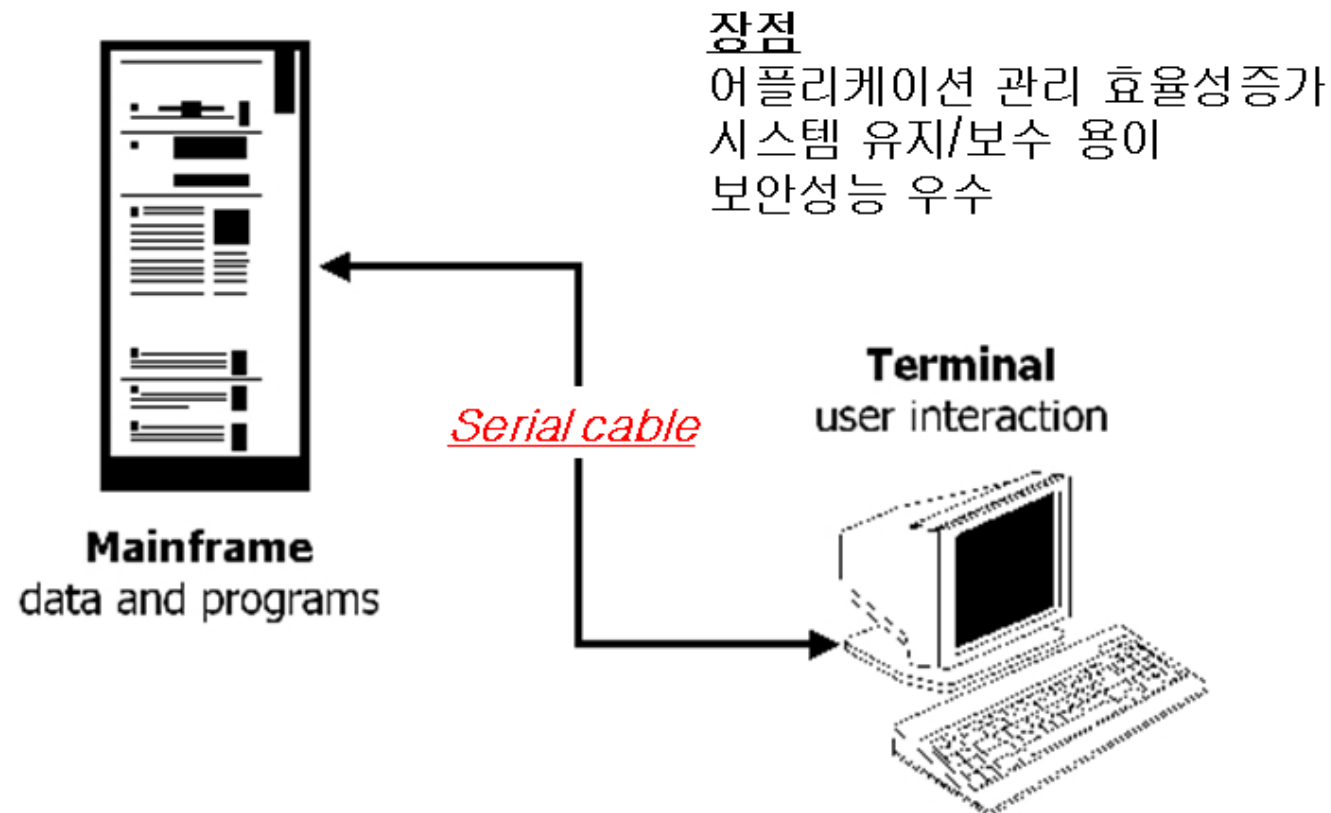 장점
어플리케이션 관리 효율성증가
시스템 유지/보수 용이
보안성능 우수
Terminal
user interaction
Serial cable
Mainframe
data and programs